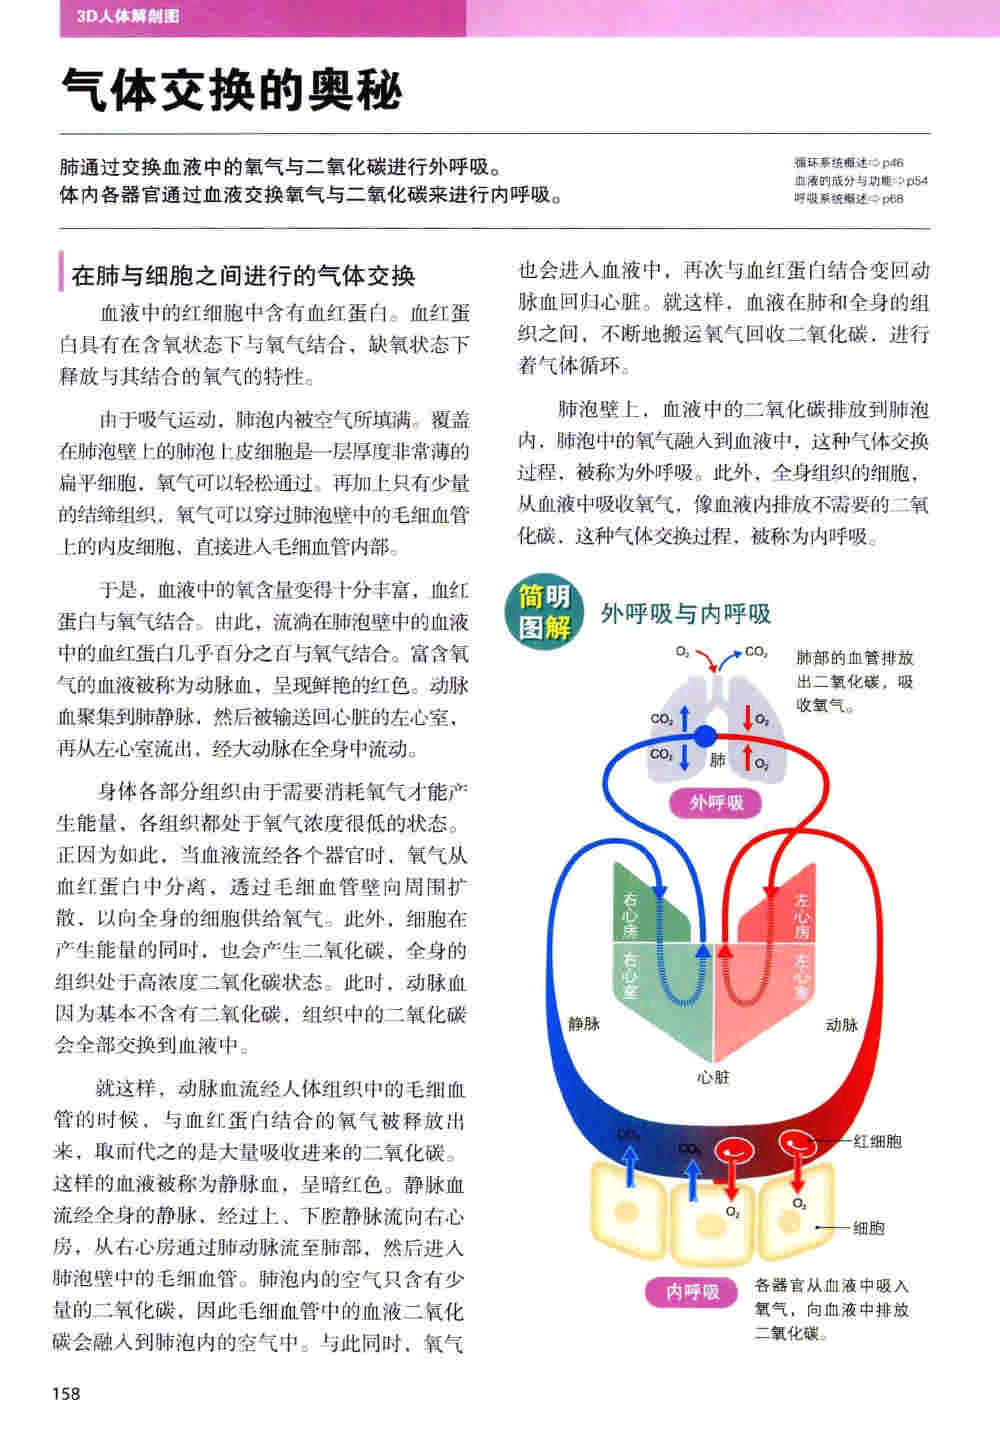 3D人体解剖图
气体交换的奥秘
肺通过交换血液中的氧气与二氧化碳进行外呼吸。
体内各器官通过血液交换氧气与二氧化碳来进行内呼吸。
循环系统概述⇨p46
血液的成分与功能⇨p54
呼吸系统概述⇨p68
在肺与细胞之间进行的气体交换
血液中的红细胞中含有血红蛋白。血红蛋
白具有在含氧状态下与氧气结合，缺氧状态下
释放与其结合的氧气的特性。
由于吸气运动，肺泡内被空气所填满。覆盖
在肺泡壁上的肺泡上皮细胞是一层厚度非常薄的
扁平细胞，氧气可以轻松通过。再加上只有少量
的结缔组织，氧气可以穿过肺泡壁中的毛细血管
上的内皮细胞，直接进入毛细血管内部。
于是，血液中的氧含量变得十分丰富，血红
蛋白与氧气结合。由此，流淌在肺泡壁中的血液
中的血红蛋白几乎百分之百与氧气结合。富含氧
气的血液被称为动脉血，呈现鲜艳的红色。动脉
血聚集到肺静脉，然后被输送回心脏的左心室，
再从左心室流出，经大动脉在全身中流动。
身体各部分组织由于需要消耗氧气才能产
生能量，各组织都处于氧气浓度很低的状态。
正因为如此，当血液流经各个器官时，氧气从
血红蛋白中分离，透过毛细血管壁向周围扩
散，以向全身的细胞供给氧气。此外，细胞在
产生能量的同时，也会产生二氧化碳，全身的
组织处于高浓度二氧化碳状态。此时，动脉血
因为基本不含有二氧化碳，组织中的二氧化碳
会全部交换到血液中。
就这样，动脉血流经人体组织中的毛细血
管的时候，与血红蛋白结合的氧气被释放出
来，取而代之的是大量吸收进来的二氧化碳。
这样的血液被称为静脉血，呈暗红色。静脉血
流经全身的静脉，经过上、下腔静脉流向右心
房，从右心房通过肺动脉流至肺部，然后进入
肺泡壁中的毛细血管。肺泡内的空气只含有少
量的二氧化碳，因此毛细血管中的血液二氧化
碳会融入到肺泡内的空气中。与此同时，氧气
也会进入血液中，再次与血红蛋白结合变回动
脉血回归心脏。就这样，血液在肺和全身的组
织之间，不断地搬运氧气回收二氧化碳，进行
着气体循环。
肺泡壁上，血液中的二氧化碳排放到肺泡
内，肺泡中的氧气融入到血液中，这种气体交换
过程，被称为外呼吸。此外，全身组织的细胞，
从血液中吸收氧气，像血液内排放不需要的二氧
化碳，这种气体交换过程，被称为内呼吸。
简明
图解
外呼吸与内呼吸
O₂
CO₂
肺部的血管排放
出二氧化碳，吸
收氧气。
CO₂
O₂
CO₂
肺
O₂
外呼吸
右心房
左心房
右心室
左心室
静脉
动脉
心脏
CO₂
CO₂
红细胞
O₂
O₂
细胞
内呼吸
各器官从血液中吸入
氧气，向血液中排放
二氧化碳。
158